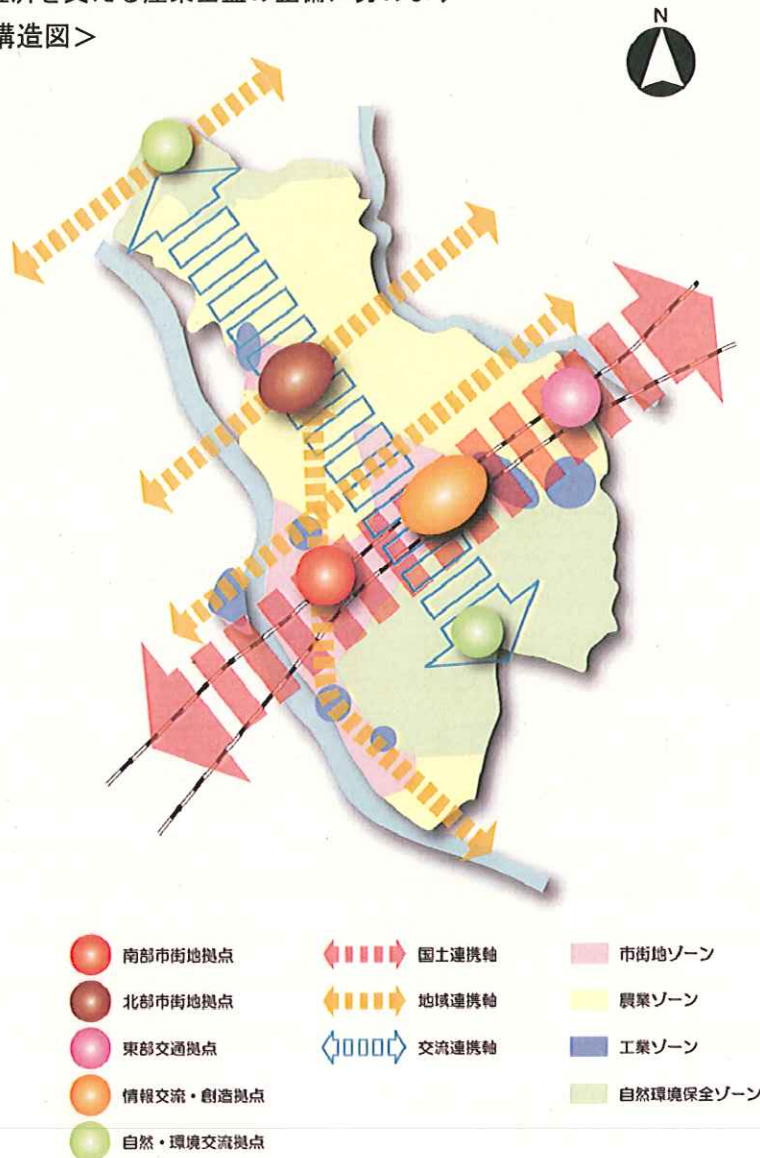 構造図＞
N
南部市街地拠点
北部市街地拠点
東部交通拠点
情報交流・創造拠点
自然・環境交流拠点
国土連携軸
地域連携軸
交流連携軸
市街地ゾーン
農業ゾーン
工業ゾーン
自然環境保全ゾーン